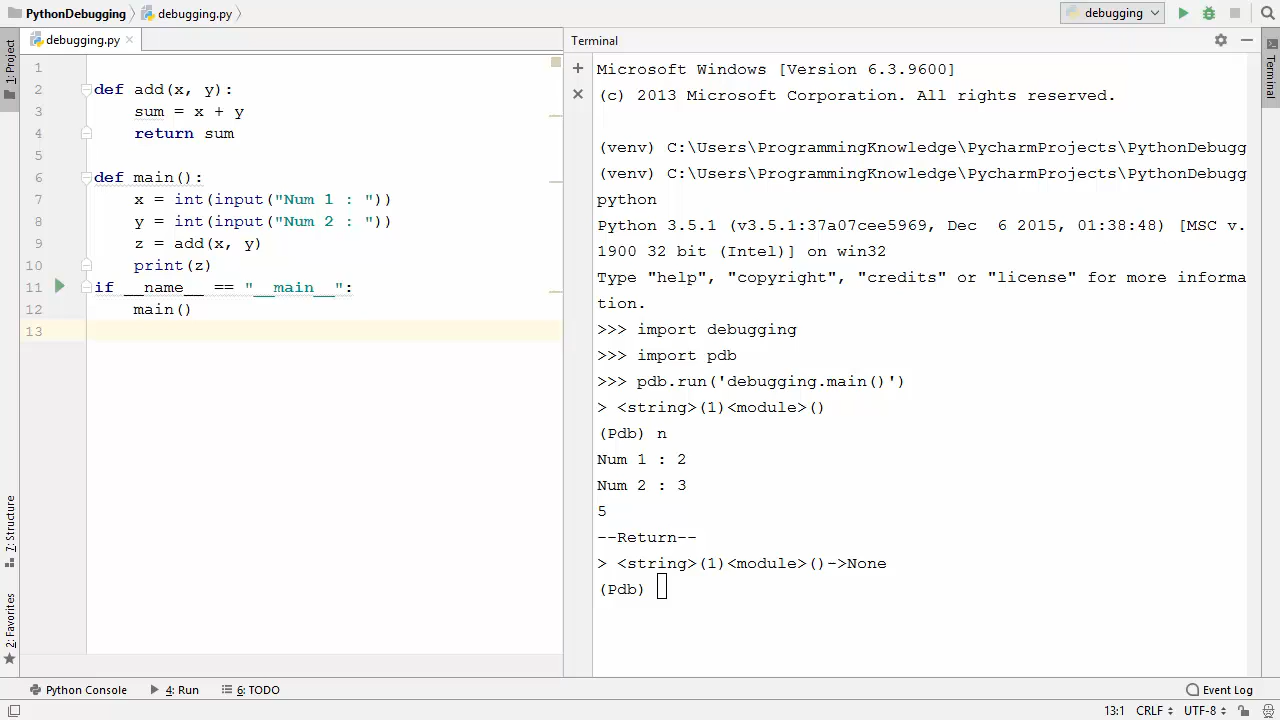 PythonDebugging debugging.py
debugging
debugging.py
1: Project
7: Structure
2: Favorites
1
2 def add(x, y):
3 sum = x + y
4 return sum
5
6 def main():
7 x = int(input("Num 1 : "))
8 y = int(input("Num 2 : "))
9 z = add(x, y)
10 print(z)
11 if __name__ == "__main__":
12 main()
13
Terminal
Terminal
Microsoft Windows [Version 6.3.9600]
(c) 2013 Microsoft Corporation. All rights reserved.
(venv) C:\Users\ProgrammingKnowledge\PycharmProjects\PythonDebugg
(venv) C:\Users\ProgrammingKnowledge\PycharmProjects\PythonDebugg
python
Python 3.5.1 (v3.5.1:37a07cee5969, Dec  6 2015, 01:38:48) [MSC v.
1900 32 bit (Intel)] on win32
Type "help", "copyright", "credits" or "license" for more informa
tion.
>>> import debugging
>>> import pdb
>>> pdb.run('debugging.main()')
> <string>(1)<module>()
(Pdb) n
Num 1 : 2
Num 2 : 3
5
--Return--
> <string>(1)<module>()->None
(Pdb)
Python Console 4: Run 6: TODO Event Log
13:1 CRLF UTF-8